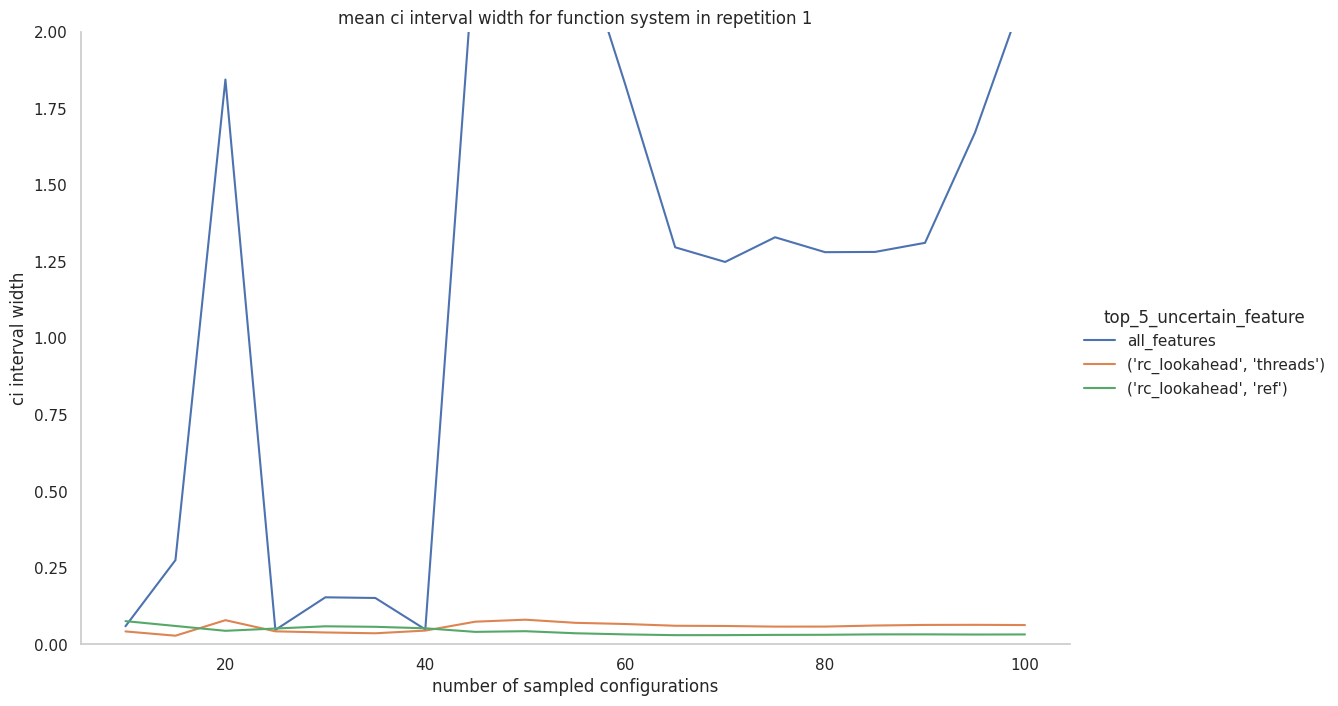 mean ci interval width for function system in repetition 1
2.00
1.75
1.50
1.25
1.00
0.75
0.50
0.25
0.00
ci interval width
20
40
60
80
100
number of sampled configurations
top_5_uncertain_feature
all_features
('rc_lookahead', 'threads')
('rc_lookahead', 'ref')